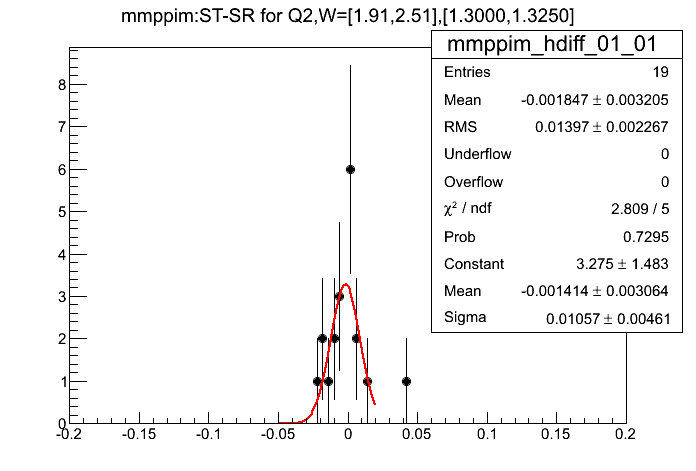 mmppim:ST-SR for Q2,W=[1.91,2.51],[1.3000,1.3250]
mmppim_hdiff_01_01
Entries 19
Mean -0.001847 ± 0.003205
RMS 0.01397 ± 0.002267
Underflow 0
Overflow 0
χ² / ndf 2.809 / 5
Prob 0.7295
Constant 3.275 ± 1.483
Mean -0.001414 ± 0.003064
Sigma 0.01057 ± 0.00461
8
7
6
5
4
3
2
1
0
-0.2 -0.15 -0.1 -0.05 0 0.05 0.1 0.15 0.2